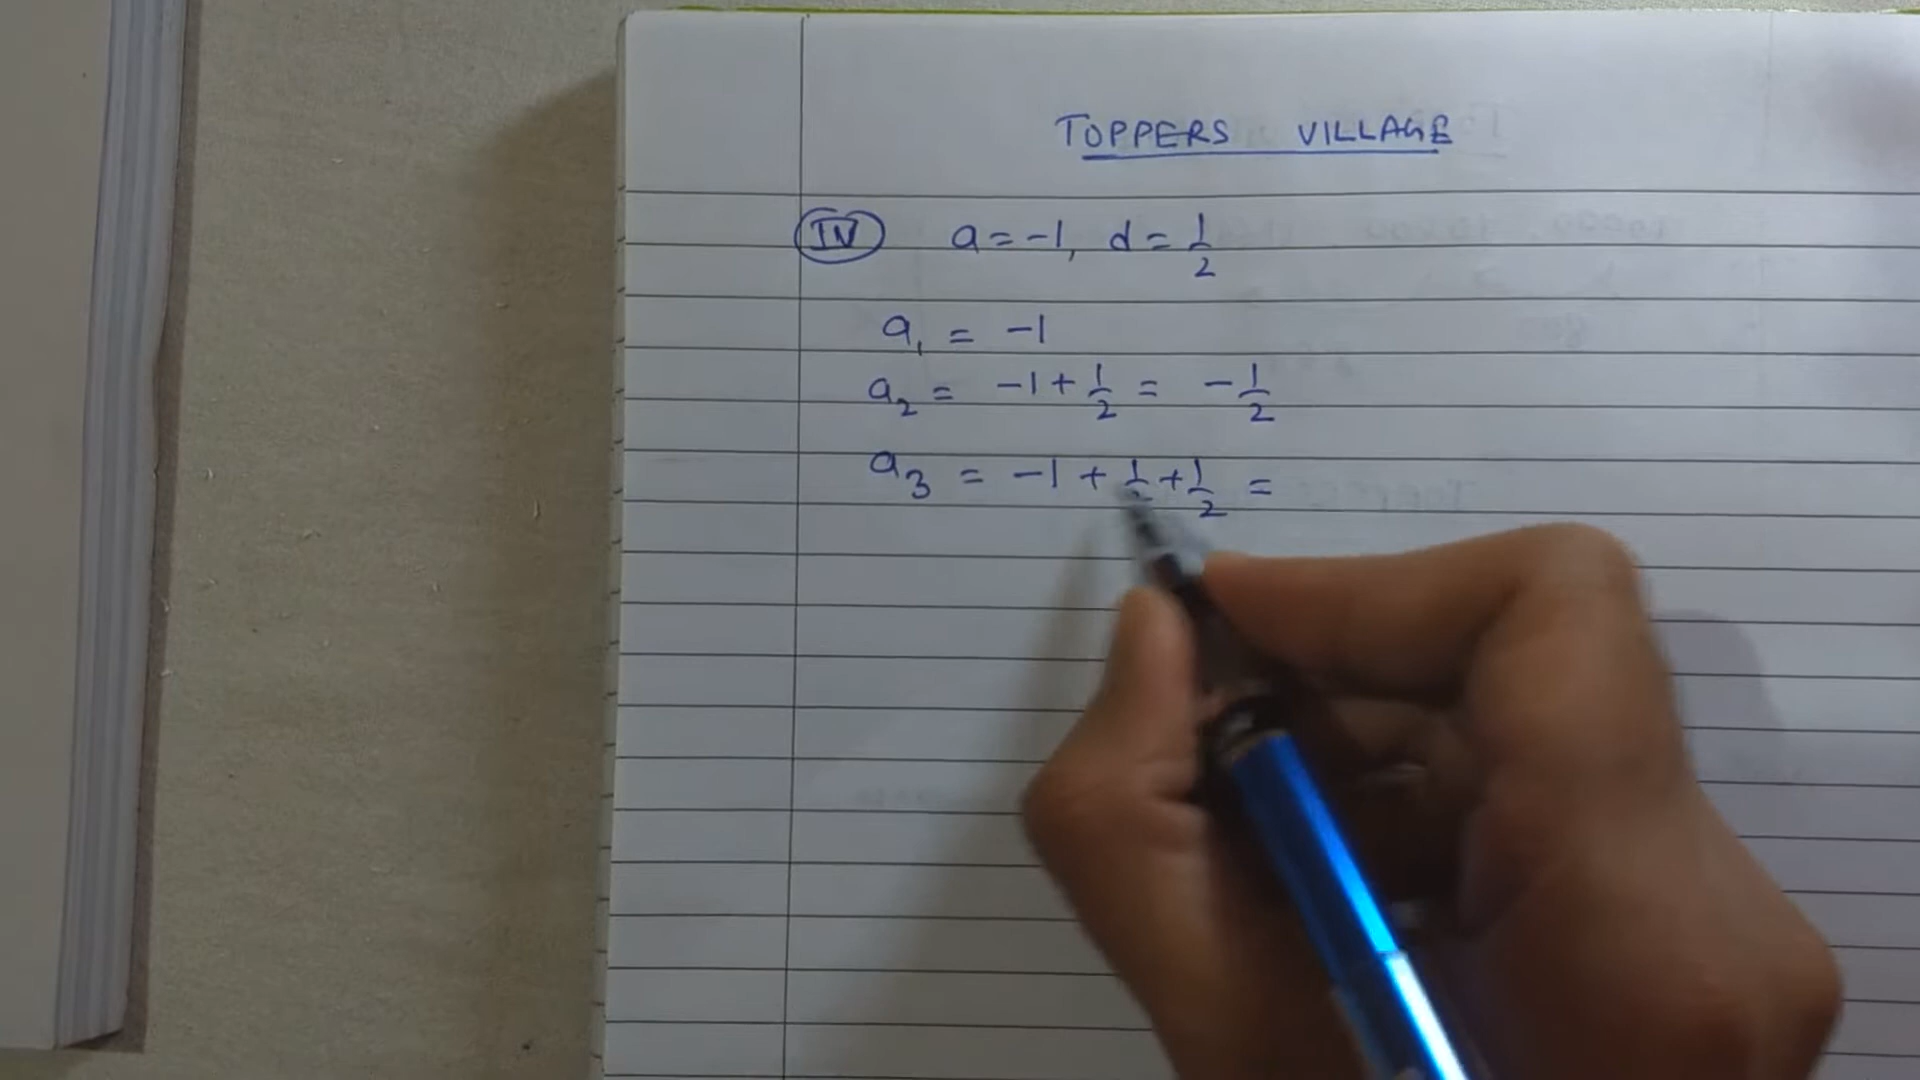 TOPPERS VILLAGE
IV a = -1, d = 1/2
a₁ = -1
a₂ = -1 + 1/2 = -1/2
a₃ = -1 + 1/2 + 1/2 =